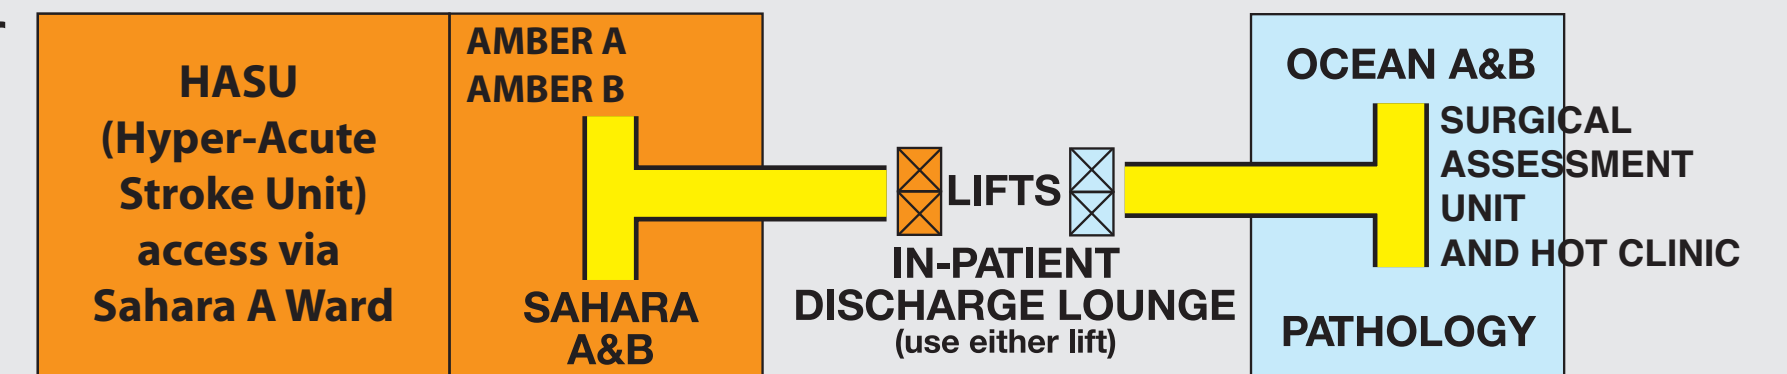 HASU
(Hyper-Acute
Stroke Unit)
access via
Sahara A Ward
AMBER A
AMBER B
SAHARA
A&B
LIFTS
IN-PATIENT
DISCHARGE LOUNGE
(use either lift)
OCEAN A&B
SURGICAL
ASSESSMENT
UNIT
AND HOT CLINIC
PATHOLOGY